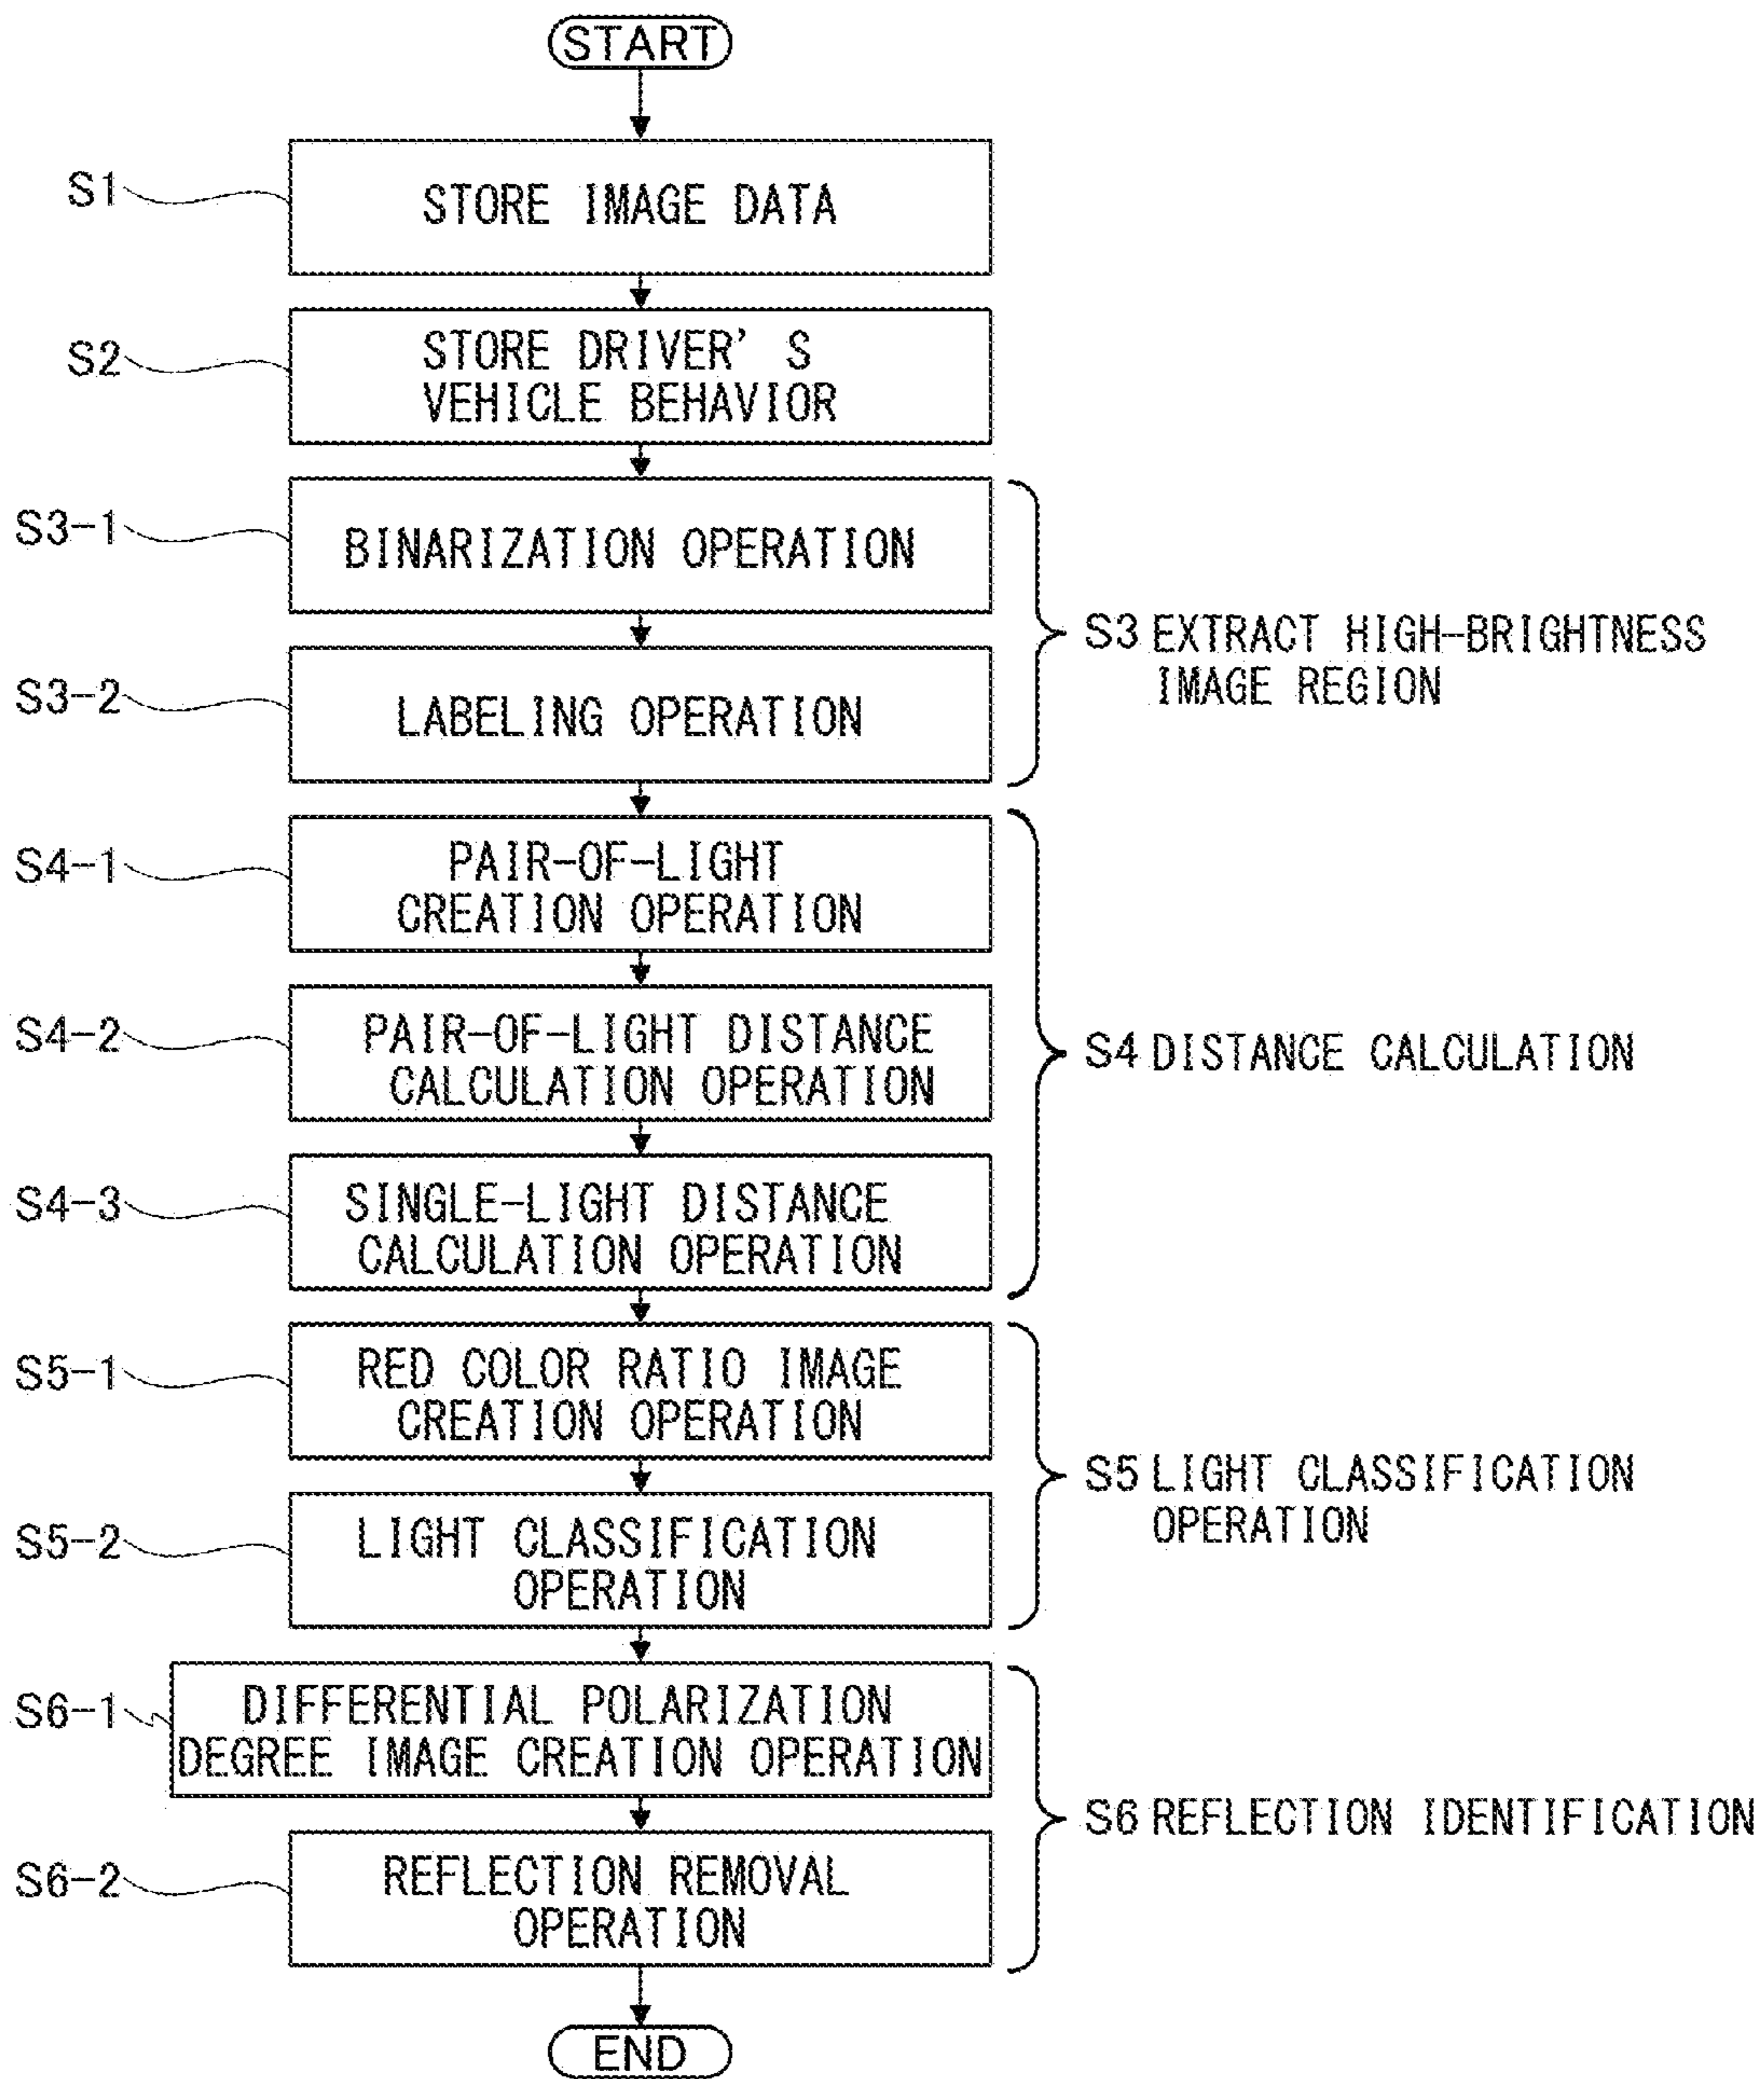 START
S1
STORE IMAGE DATA
S2
STORE DRIVER'S
VEHICLE BEHAVIOR
S3-1
BINARIZATION OPERATION
S3 EXTRACT HIGH-BRIGHTNESS
IMAGE REGION
S3-2
LABELING OPERATION
S4-1
PAIR-OF-LIGHT
CREATION OPERATION
S4-2
PAIR-OF-LIGHT DISTANCE
CALCULATION OPERATION
S4 DISTANCE CALCULATION
S4-3
SINGLE-LIGHT DISTANCE
CALCULATION OPERATION
S5-1
RED COLOR RATIO IMAGE
CREATION OPERATION
S5 LIGHT CLASSIFICATION
OPERATION
S5-2
LIGHT CLASSIFICATION
OPERATION
S6-1
DIFFERENTIAL POLARIZATION
DEGREE IMAGE CREATION OPERATION
S6 REFLECTION IDENTIFICATION
S6-2
REFLECTION REMOVAL
OPERATION
END